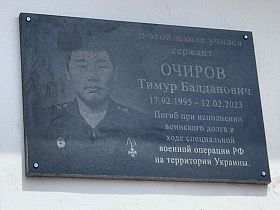 В этой школе учился
сержант
ОЧИРОВ
Тимур Балданович
17.02.1995 - 12.02.2023
Погиб при исполнении
воинского долга в
ходе специальной
военной операции РФ
на территории Украины.